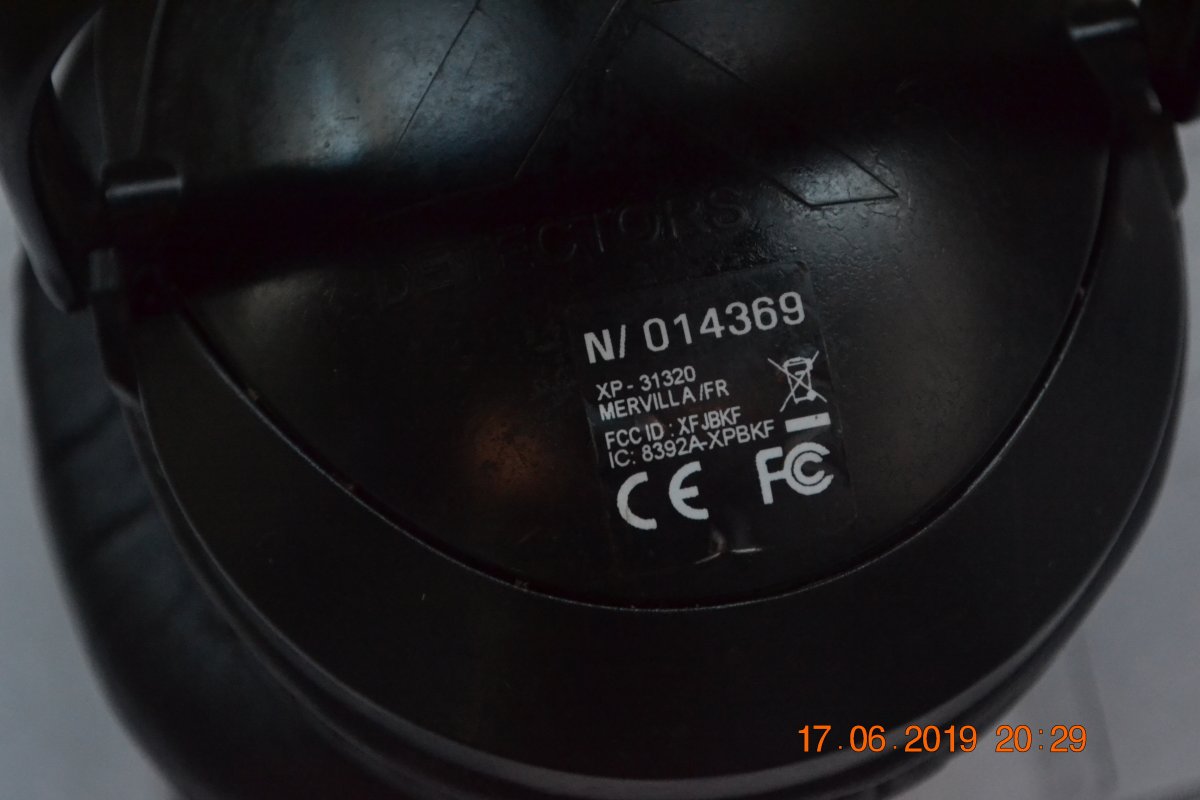 DETECTORS
N/ 014369
XP - 31320
MERVILLA /FR
FCC ID : XFJBKF
IC: 8392A-XPBKF
CE FC
17.06.2019 20:29